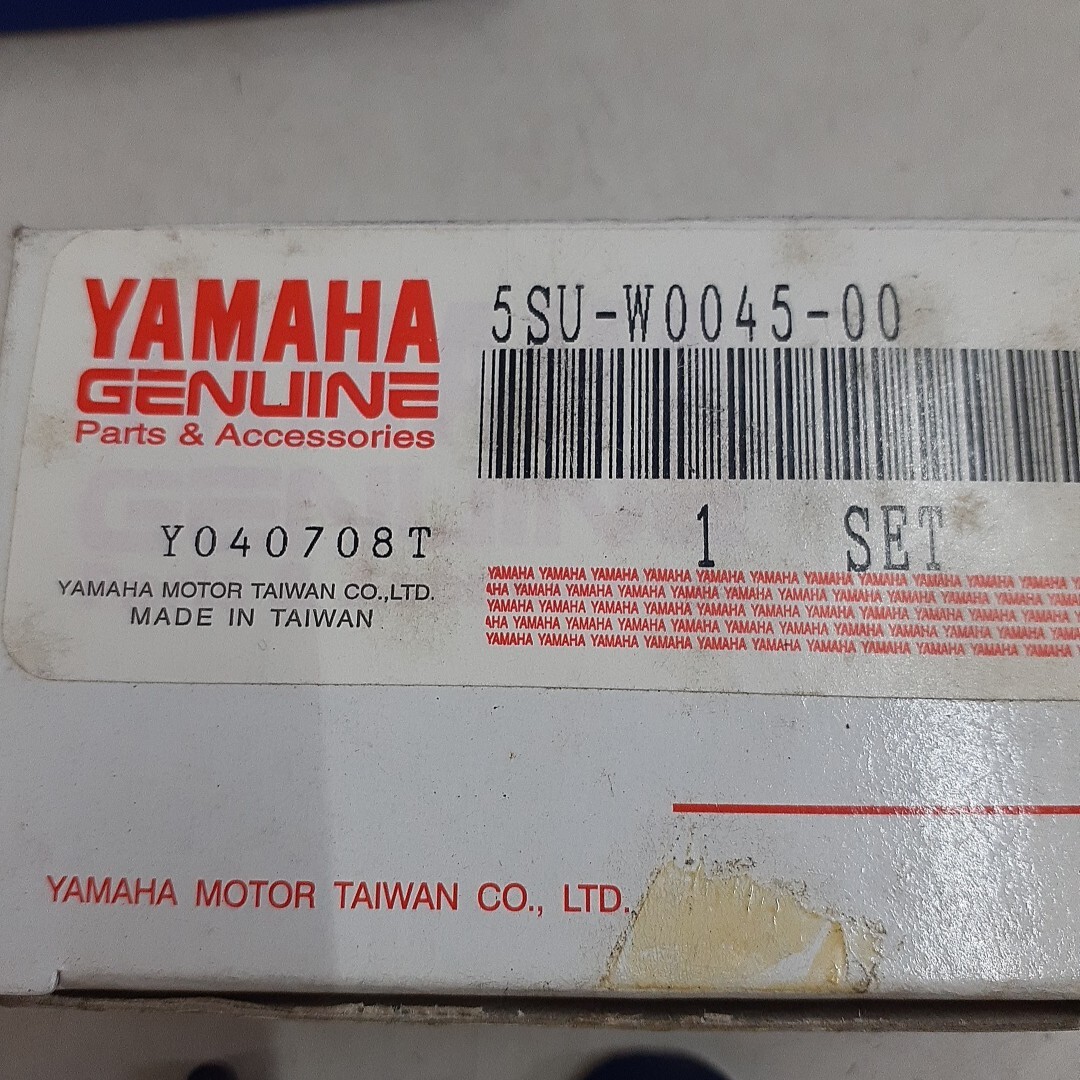 YAMAHA
GENUINE
Parts & Accessories
Y040708T
YAMAHA MOTOR TAIWAN CO.,LTD.
MADE IN TAIWAN
5SU-W0045-00
1 SET
YAMAHA YAMAHA YAMAHA YAMAHA YAMAHA YAMAHA YAMAHA YAMAHA YAMAHA YAMAHA YAMAHA
YAMAHA YAMAHA YAMAHA YAMAHA YAMAHA YAMAHA YAMAHA YAMAHA YAMAHA YAMAHA
YAMAHA YAMAHA YAMAHA YAMAHA YAMAHA YAMAHA YAMAHA YAMAHA YAMAHA YAMAHA YAMAHA
YAMAHA YAMAHA YAMAHA YAMAHA YAMAHA YAMAHA YAMAHA YAMAHA YAMAHA YAMAHA
YAMAHA YAMAHA YAMAHA YAMAHA YAMAHA YAMAHA YAMAHA YAMAHA YAMAHA YAMAHA YAMAHA
YAMAHA MOTOR TAIWAN CO., LTD.